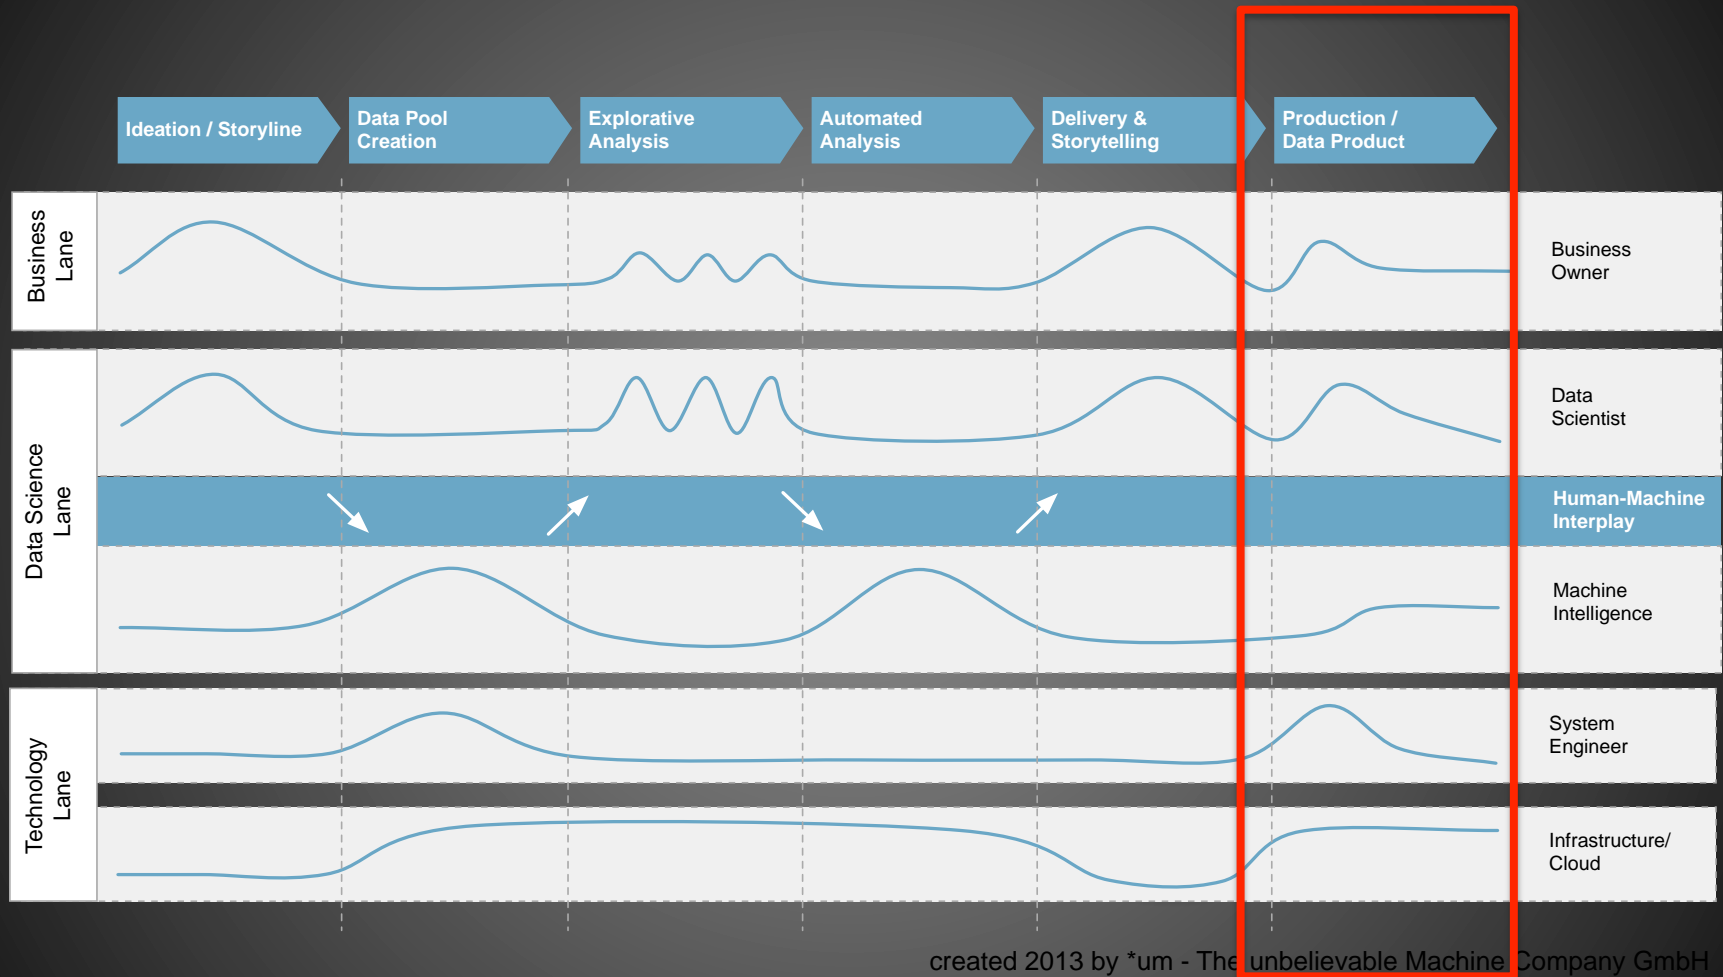 Ideation / Storyline
Data Pool
Creation
Explorative
Analysis
Automated
Analysis
Delivery &
Storytelling
Production /
Data Product
Business
Lane
Business
Owner
Data Science
Lane
Data
Scientist
Human-Machine
Interplay
Machine
Intelligence
Technology
Lane
System
Engineer
Infrastructure/
Cloud
created 2013 by *um - The unbelievable Machine Company GmbH